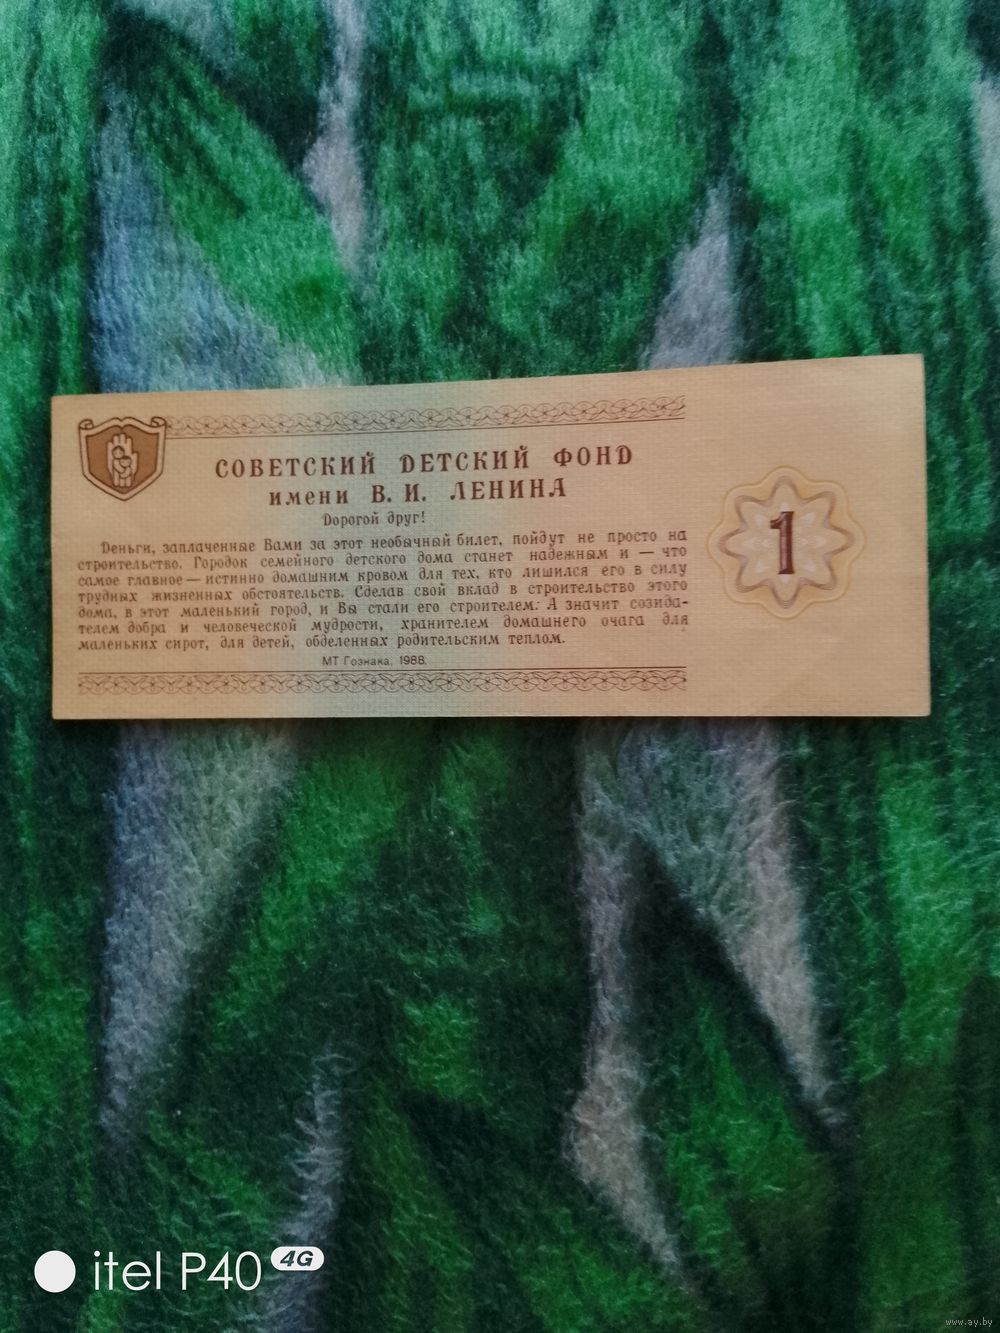 СОВЕТСКИЙ ДЕТСКИЙ ФОНД
имени В. И. ЛЕНИНА
Дорогой друг!
Деньги, заплаченные Вами за этот необычный билет, пойдут не просто на
строительство. Городок семейного детского дома станет надежным и — что
самое главное — истинно домашним кровом для тех, кто лишился его в силу
трудных жизненных обстоятельств. Сделав свой вклад в строительство этого
дома, в этот маленький город, и Вы стали его строителем. А значит созида-
телем добра и человеческой мудрости, хранителем домашнего очага для
маленьких сирот, для детей, обделенных родительским теплом.
МТ Гознака, 1988.
1
itel P40 4G
www.ay.by